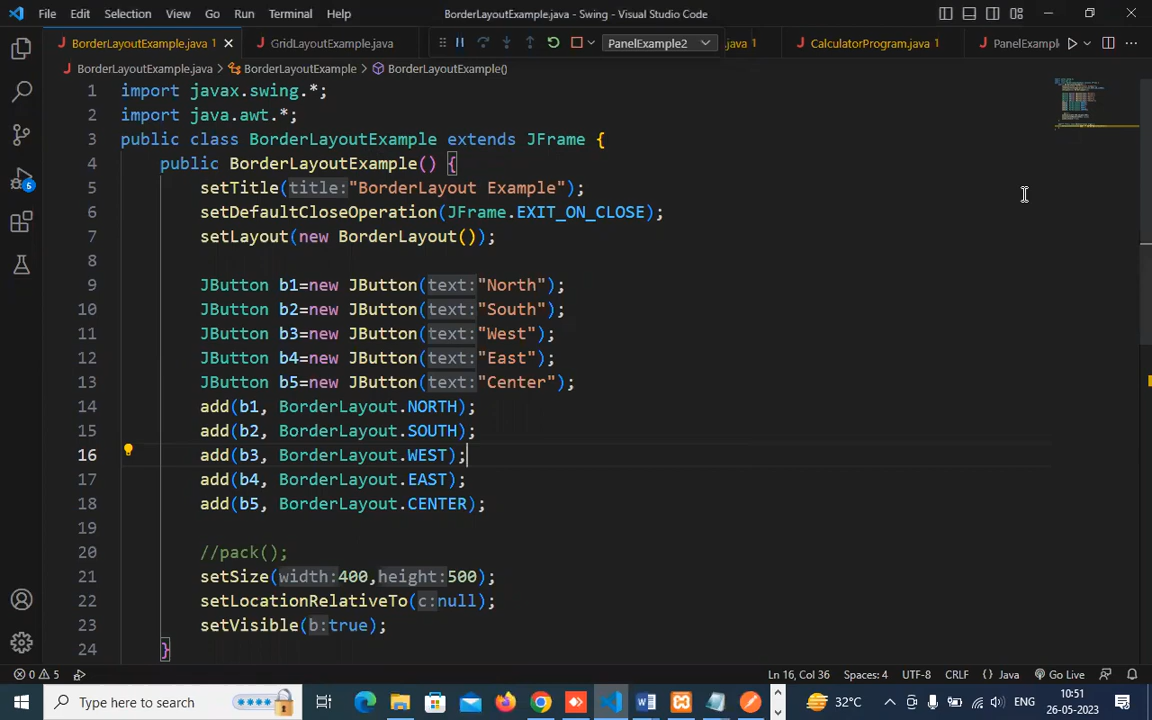 File Edit Selection View Go Run Terminal Help BorderLayoutExample.java - Swing - Visual Studio Code
BorderLayoutExample.java 1 GridLayoutExample.java PanelExample2 .java 1 CalculatorProgram.java 1 PanelExampl
BorderLayoutExample.java BorderLayoutExample BorderLayoutExample()
1 import javax.swing.*;
2 import java.awt.*;
3 public class BorderLayoutExample extends JFrame {
4 public BorderLayoutExample() {
5 setTitle(title:"BorderLayout Example");
6 setDefaultCloseOperation(JFrame.EXIT_ON_CLOSE);
7 setLayout(new BorderLayout());
8
9 JButton b1=new JButton(text:"North");
10 JButton b2=new JButton(text:"South");
11 JButton b3=new JButton(text:"West");
12 JButton b4=new JButton(text:"East");
13 JButton b5=new JButton(text:"Center");
14 add(b1, BorderLayout.NORTH);
15 add(b2, BorderLayout.SOUTH);
16 add(b3, BorderLayout.WEST);
17 add(b4, BorderLayout.EAST);
18 add(b5, BorderLayout.CENTER);
19
20 //pack();
21 setSize(width:400,height:500);
22 setLocationRelativeTo(c:null);
23 setVisible(b:true);
24 }
5
0 5 Ln 16, Col 36 Spaces: 4 UTF-8 CRLF {} Java Go Live
Type here to search 32°C ENG 10:51
26-05-2023